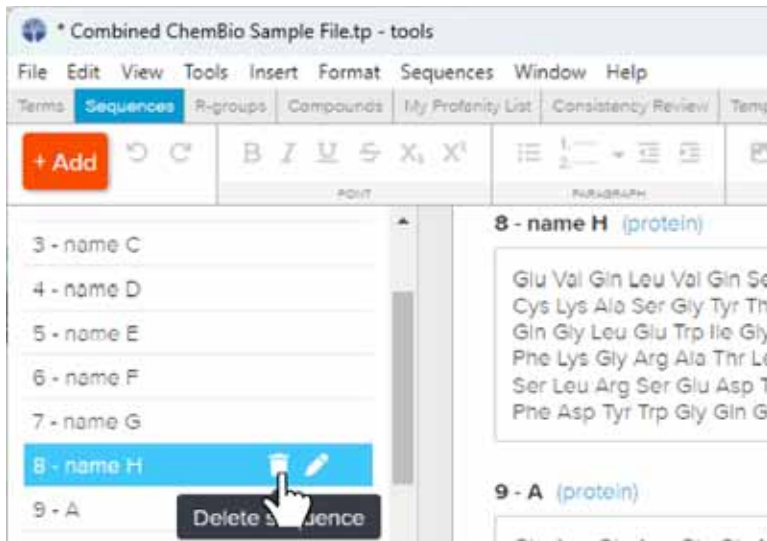 * Combined ChemBio Sample File.tp - tools
File Edit View Tools Insert Format Sequences Window Help
Terms Sequences R-groups Compounds My Profanity List Consistency Review
+ Add B I U S X₁ X¹
FONT PARAGRAPH
3 - name C
4 - name D
5 - name E
6 - name F
7 - name G
8 - name H
9 - A
Delete sequence
8 - name H (protein)
Glu Val Gln Leu Val Gln
Cys Lys Ala Ser Gly Tyr
Gln Gly Leu Glu Trp Ile Gly
Phe Lys Gly Arg Ala Thr
Ser Leu Arg Ser Glu Asp
Phe Asp Tyr Trp Gly Gln
9 - A (protein)